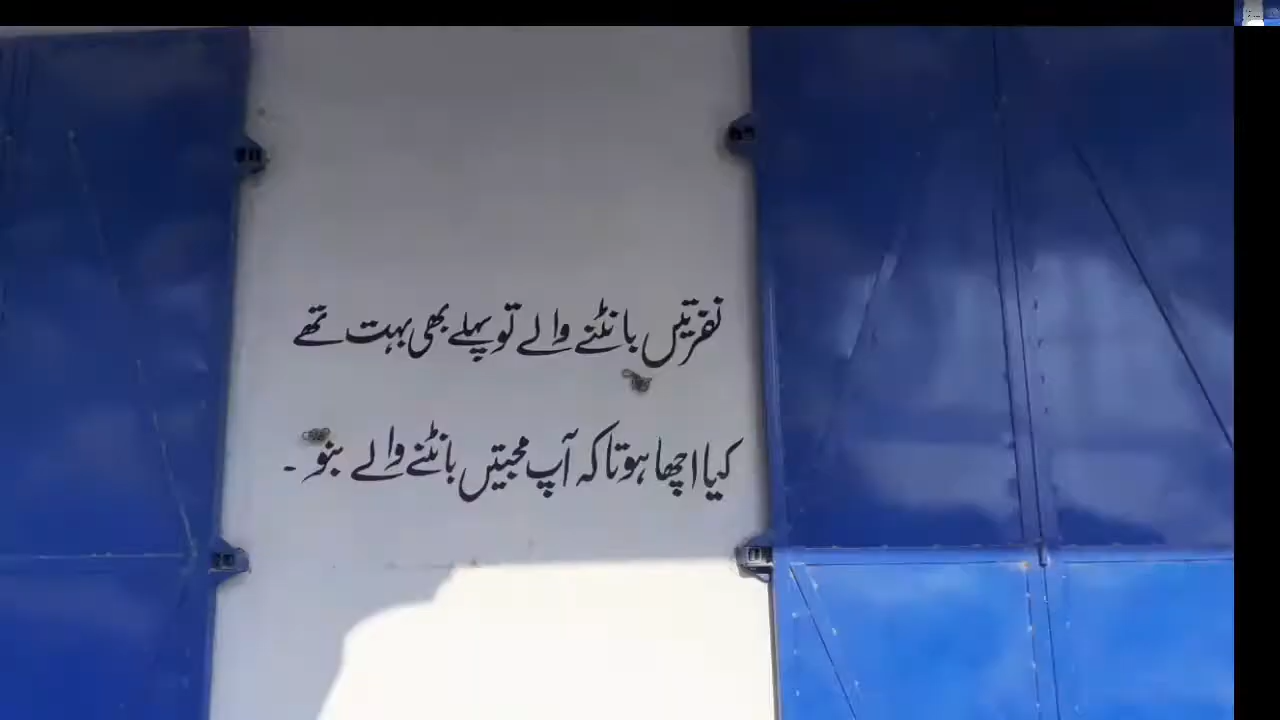 نفرتیں بانٹنے والے تو پہلے بھی بہت تھے
کیا اچھا ہوتا کہ آپ محبتیں بانٹنے والے بنو ۔